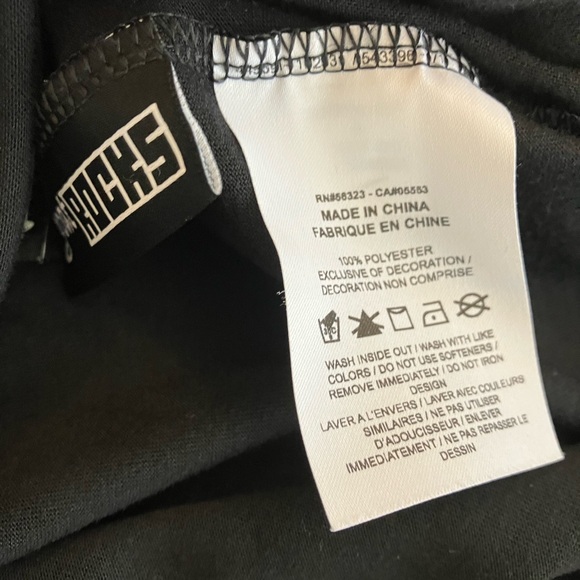 ROCKS
RN#58323 - CA#05553
MADE IN CHINA
FABRIQUE EN CHINE
100% POLYESTER
EXCLUSIVE OF DECORATION /
DECORATION NON COMPRISE
WASH INSIDE OUT / WASH WITH LIKE
COLORS / DO NOT USE SOFTENERS /
REMOVE IMMEDIATELY / DO NOT IRON
DESIGN
LAVER A L'ENVERS / LAVER AVEC COULEURS
SIMILAIRES / NE PAS UTILISER
D'ADOUCISSEUR / ENLEVER
IMMEDIATEMENT / NE PAS REPASSER LE
DESSIN